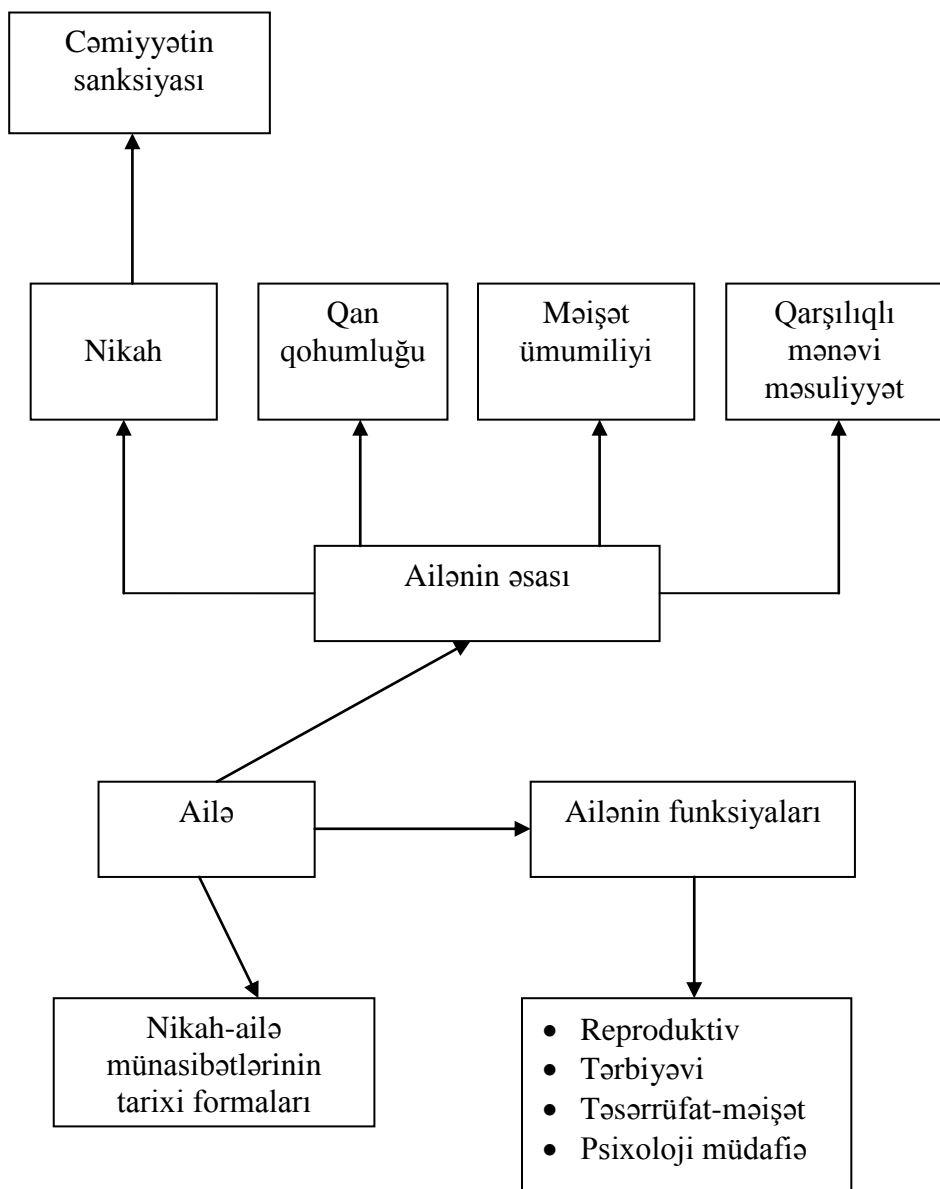 Cəmiyyətin
sanksiyası
Nikah
Qan
qohumluğu
Məişət
ümumiliyi
Qarşılıqlı
mənəvi
məsuliyyət
Ailənin əsası
Ailə
Ailənin funksiyaları
Nikah-ailə
münasibətlərinin
tarixi formaları
• Reproduktiv
• Tərbiyəvi
• Təsərrüfat-məişət
• Psixoloji müdafiə